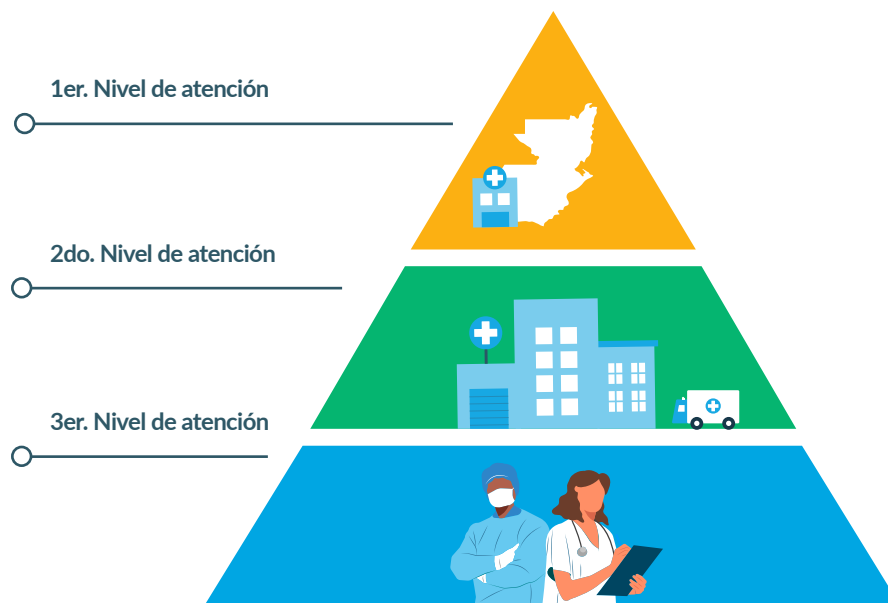 1er. Nivel de atención
2do. Nivel de atención
3er. Nivel de atención